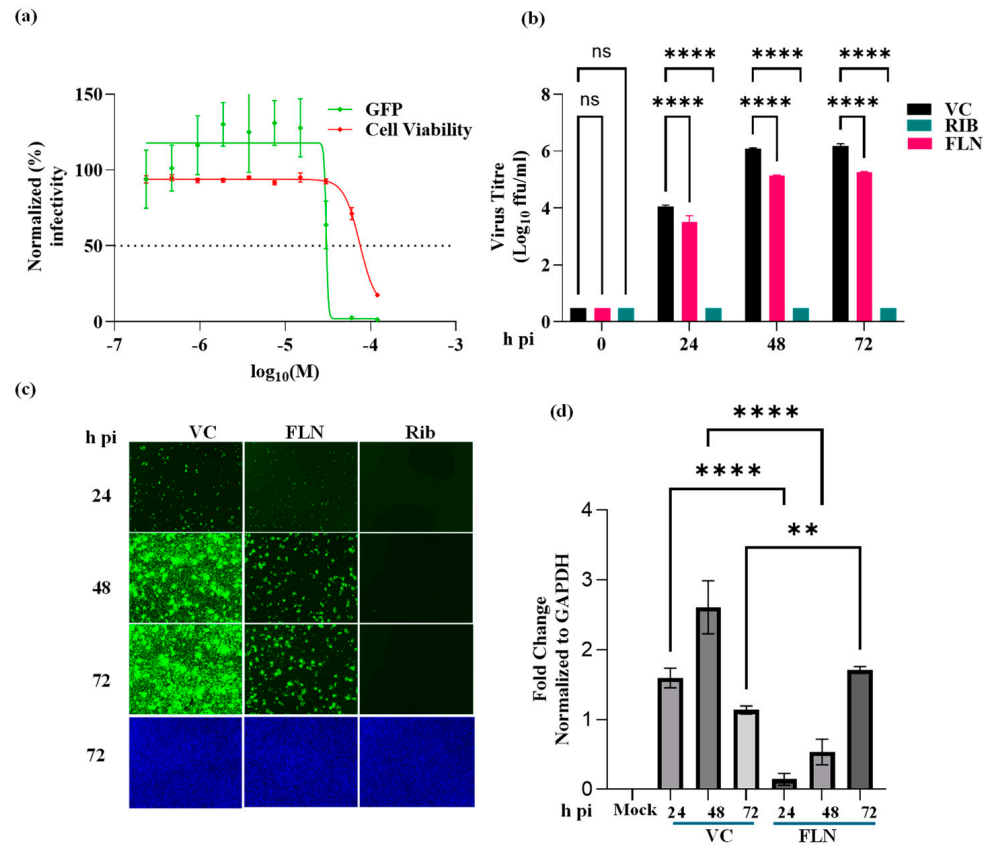 (a)
Normalized (%)
infectivity
150
100
50
0
GFP
Cell Viability
-7 -6 -5 -4 -3
log10(M)
(b)
ns
ns
****
****
****
****
****
****
Virus Titre
(Log10 ffu/ml)
8
6
4
2
0
VC
RIB
FLN
h pi 0 24 48 72
(c)
h pi
VC FLN Rib
24
48
72
72
(d)
****
****
**
Fold Change
Normalized to GAPDH
4
3
2
1
0
h pi Mock 24 48 72 24 48 72
VC FLN